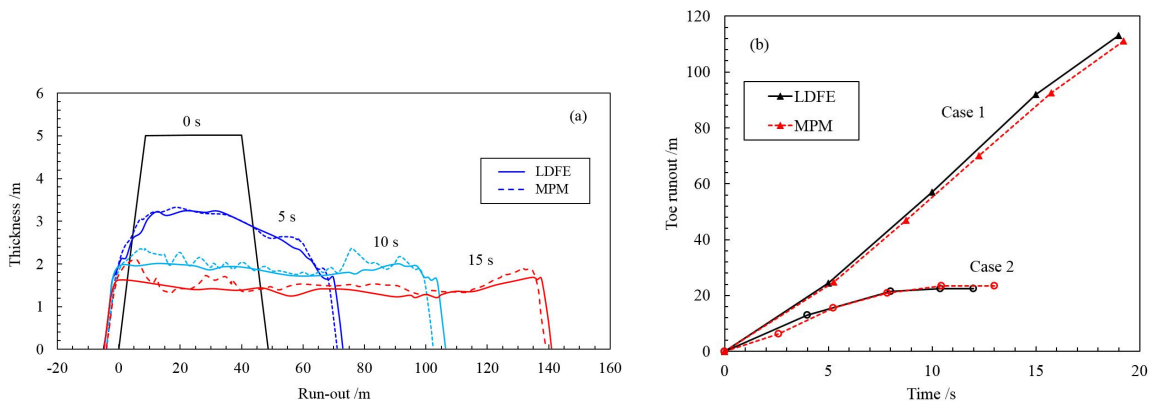 (a)
6
5
4
3
2
1
0
-20 0 20 40 60 80 100 120 140 160
Thickness /m
Run-out /m
0 s
5 s
10 s
15 s
LDFE
MPM
(b)
120
100
80
60
40
20
0
0 5 10 15 20
Toe runout /m
Time /s
LDFE
MPM
Case 1
Case 2